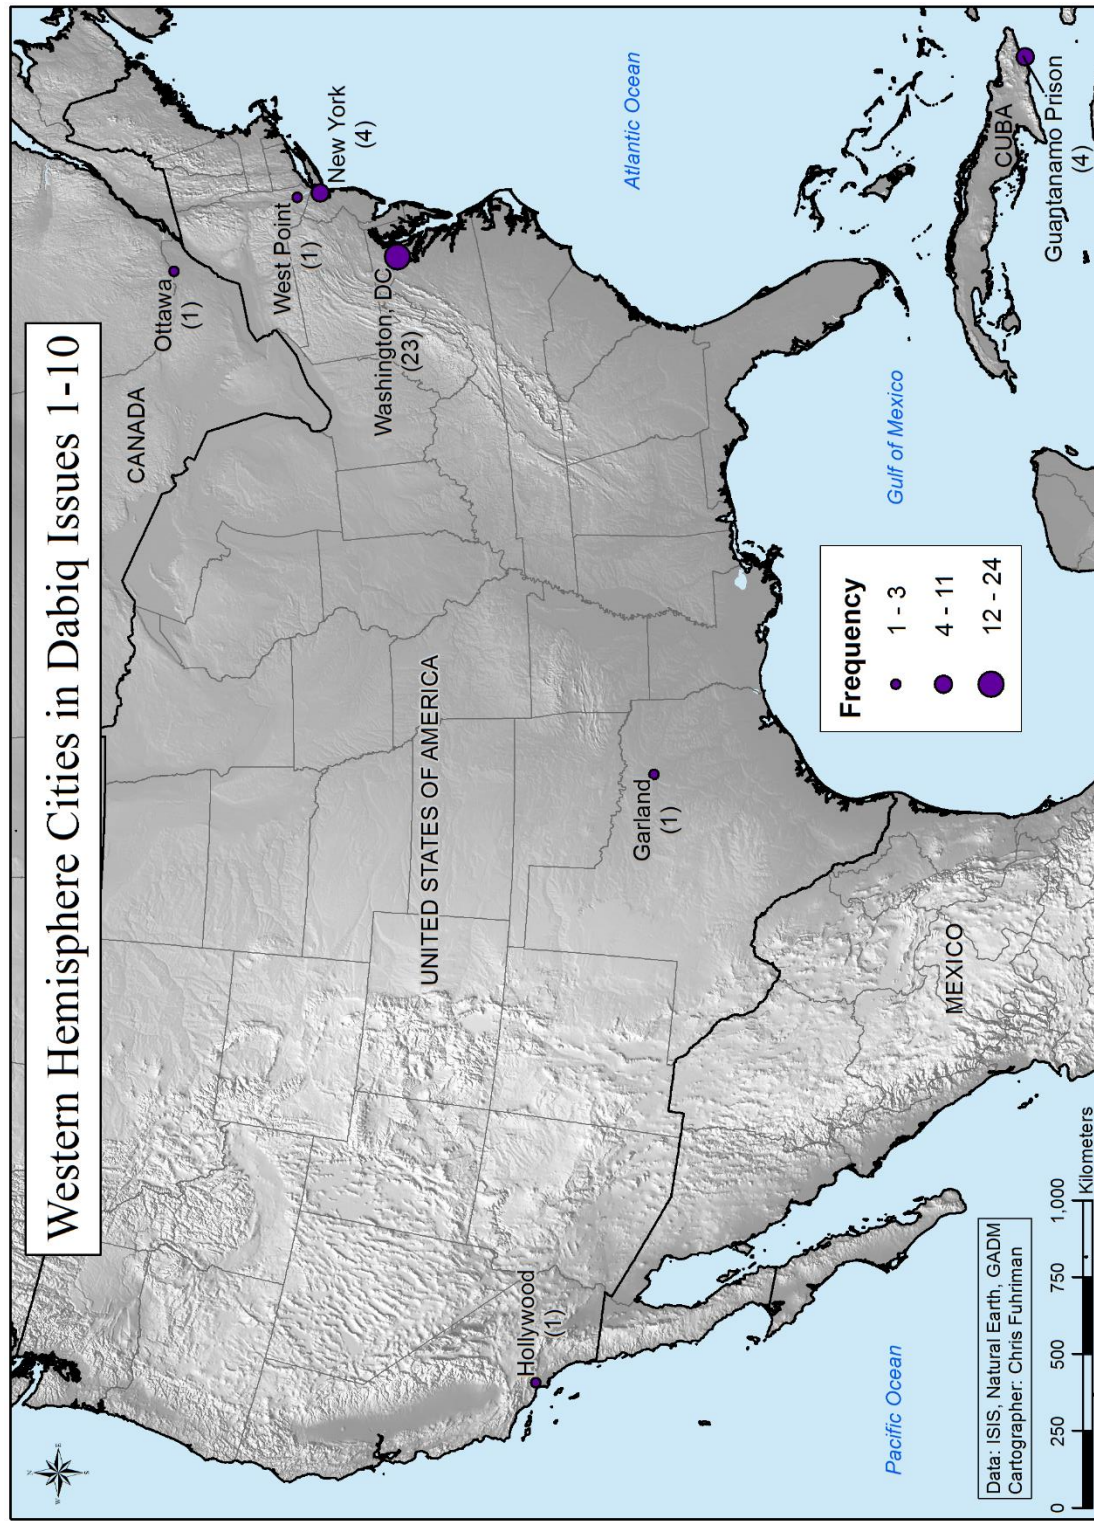 Western Hemisphere Cities in Dabiq Issues 1-10
N
W
E
S
CANADA
Ottawa
(1)
West Point
(1)
New York
(4)
Washington, DC
(23)
UNITED STATES OF AMERICA
Hollywood
(1)
Garland
(1)
Atlantic Ocean
Gulf of Mexico
Pacific Ocean
MEXICO
CUBA
Guantanamo Prison
(4)
Frequency
1 - 3
4 - 11
12 - 24
Data: ISIS, Natural Earth, GADM
Cartographer: Chris Fuhriman
0 250 500 750 1,000
Kilometers